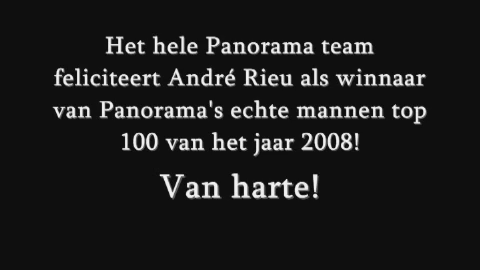 Het hele Panorama team
feliciteert André Rieu als winnaar
van Panorama's echte mannen top
100 van het jaar 2008!
Van harte!